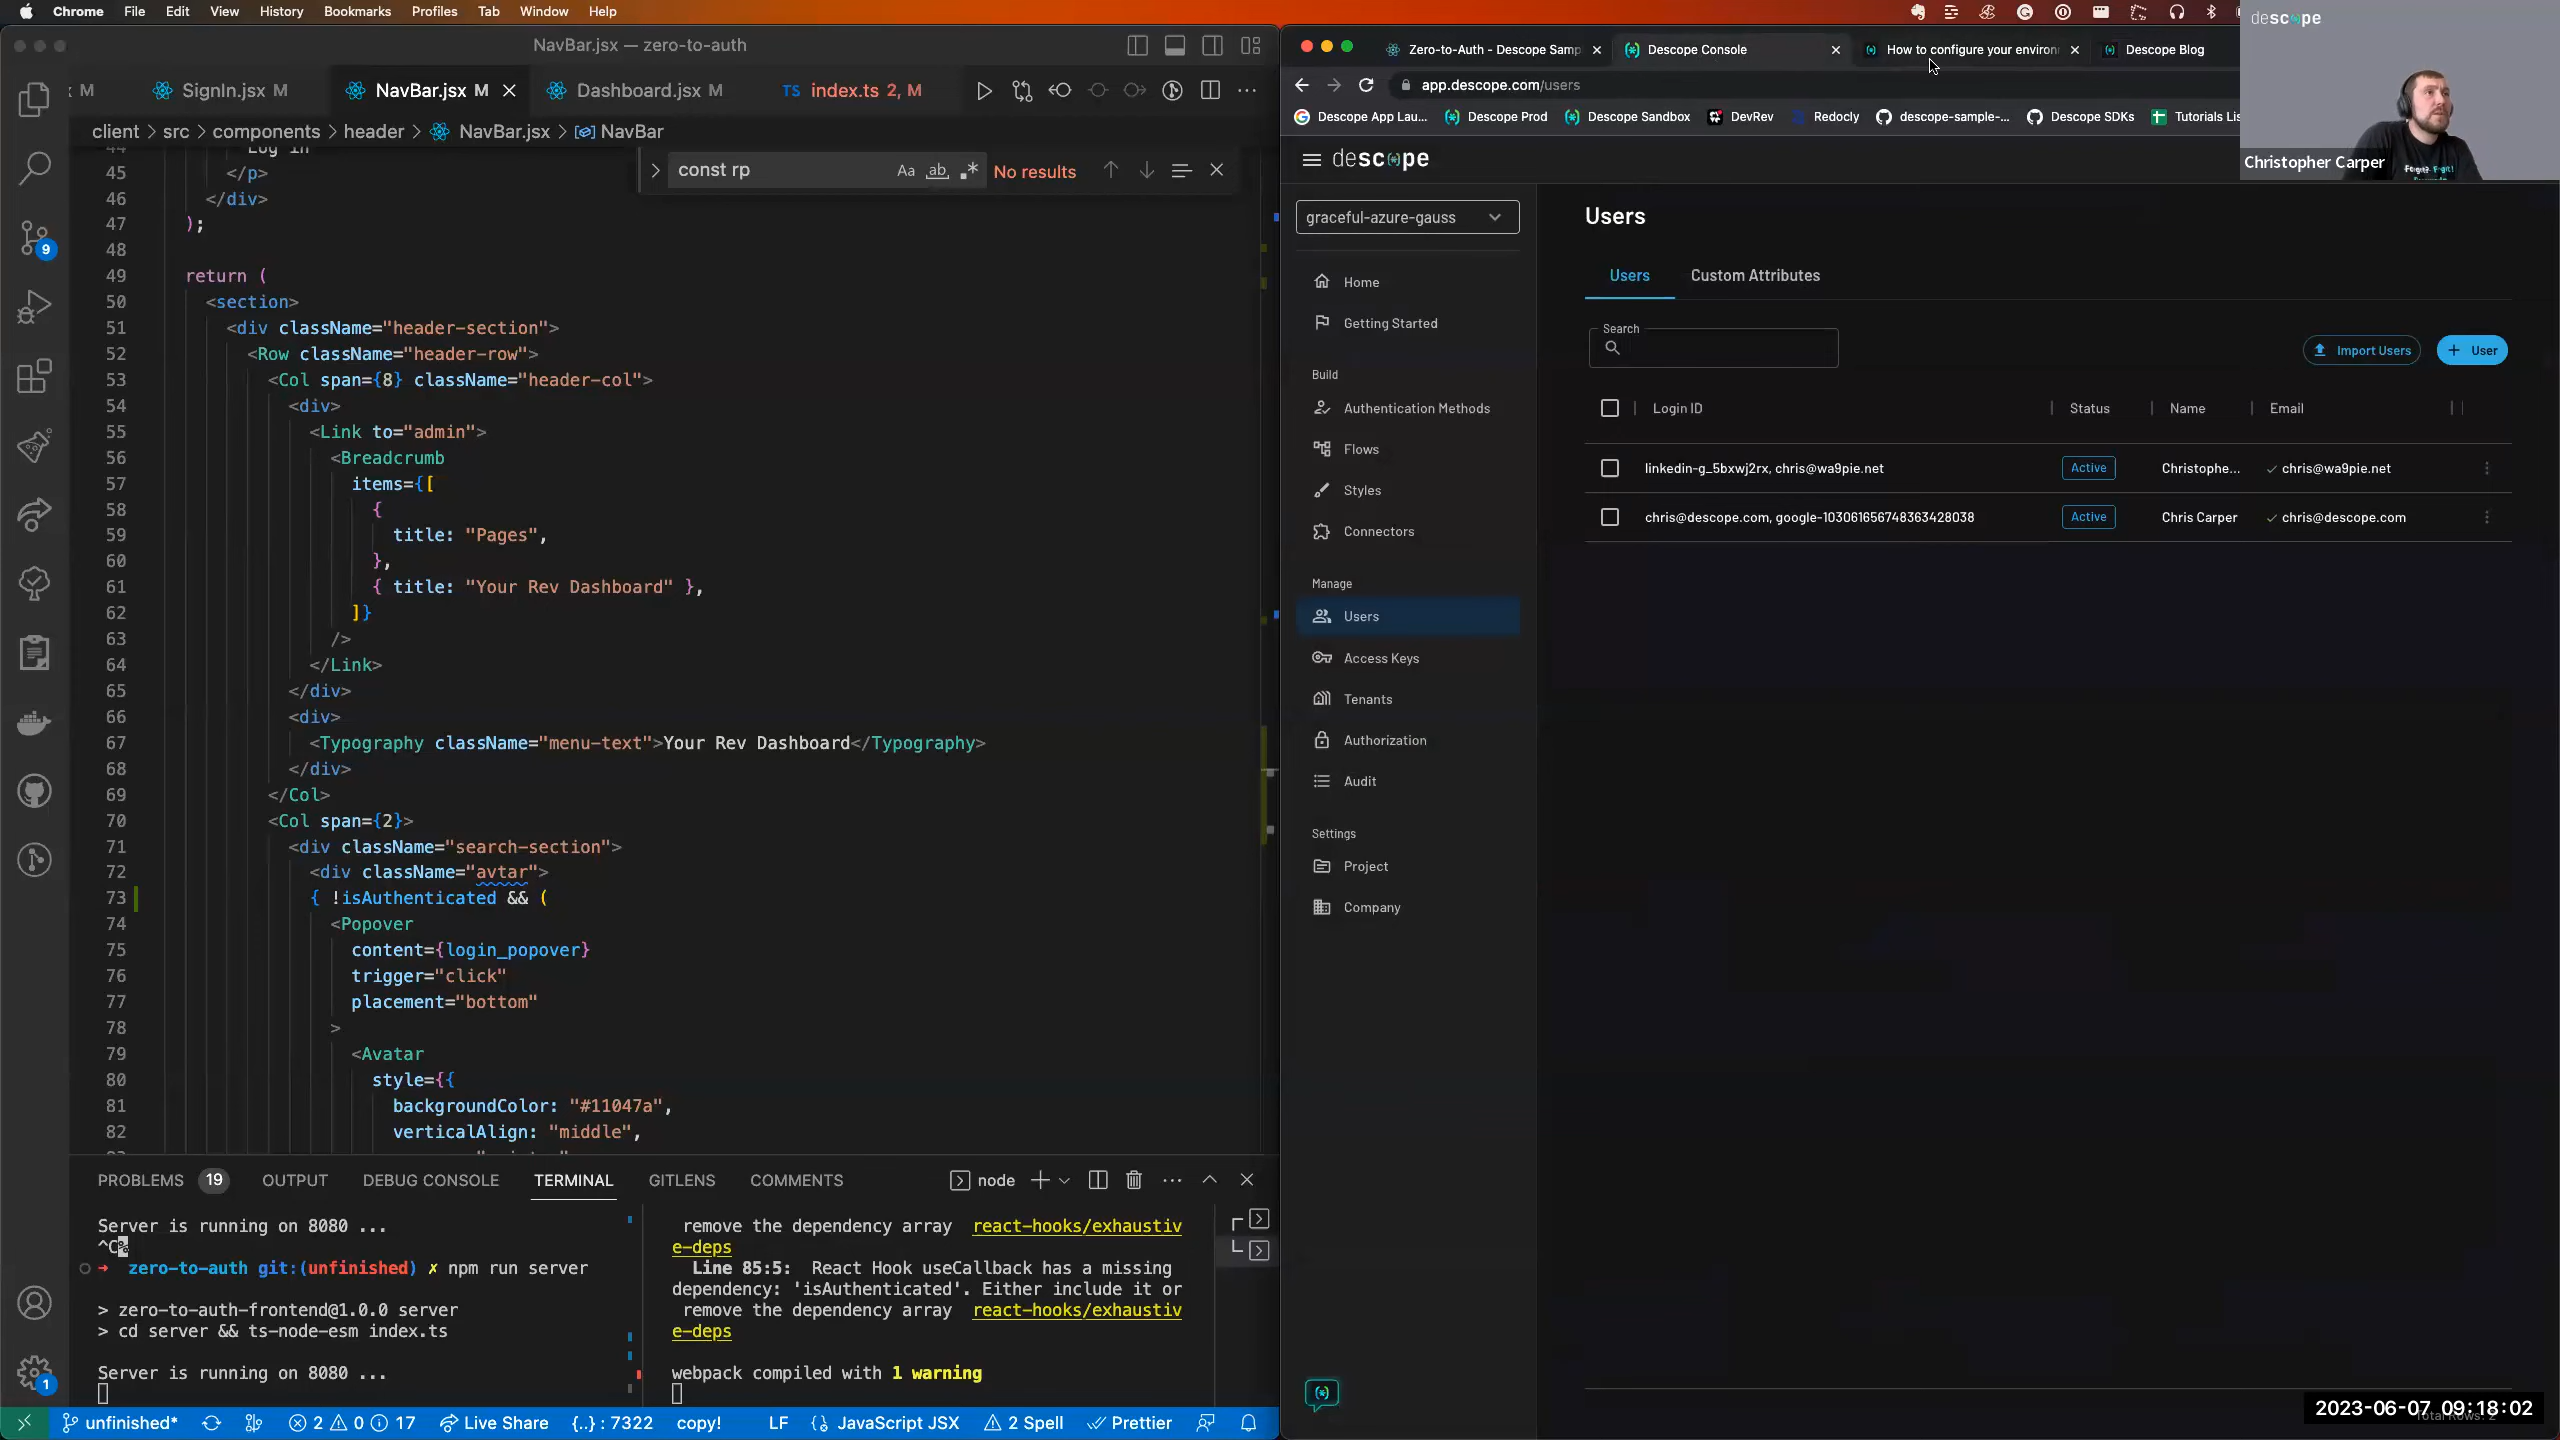 Chrome File Edit View History Bookmarks Profiles Tab Window Help
NavBar.jsx — zero-to-auth
M SignIn.jsx M NavBar.jsx M Dashboard.jsx M TS index.ts 2, M
client > src > components > header > NavBar.jsx > NavBar
const rp Aa ab No results
44 Log in
45 </p>
46 </div>
47 );
48
49 return (
50 <section>
51 <div className="header-section">
52 <Row className="header-row">
53 <Col span={8} className="header-col">
54 <div>
55 <Link to="admin">
56 <Breadcrumb
57 items={[
58 {
59 title: "Pages",
60 },
61 { title: "Your Rev Dashboard" },
62 ]}
63 />
64 </Link>
65 </div>
66 <div>
67 <Typography className="menu-text">Your Rev Dashboard</Typography>
68 </div>
69 </Col>
70 <Col span={2}>
71 <div className="search-section">
72 <div className="avtar">
73 { !isAuthenticated && (
74 <Popover
75 content={login_popover}
76 trigger="click"
77 placement="bottom"
78 >
79 <Avatar
80 style={{
81 backgroundColor: "#11047a",
82 verticalAlign: "middle",
9
1
PROBLEMS 19 OUTPUT DEBUG CONSOLE TERMINAL GITLENS COMMENTS node
Server is running on 8080 ...
^C%
→ zero-to-auth git:(unfinished) ✗ npm run server
> zero-to-auth-frontend@1.0.0 server
> cd server && ts-node-esm index.ts
Server is running on 8080 ...
remove the dependency array react-hooks/exhaustiv
e-deps
Line 85:5: React Hook useCallback has a missing
dependency: 'isAuthenticated'. Either include it or
remove the dependency array react-hooks/exhaustiv
e-deps
webpack compiled with 1 warning
unfinished* 2 0 17 Live Share {..} : 7322 copy! LF JavaScript JSX 2 Spell Prettier
Zero-to-Auth - Descope Samp Descope Console How to configure your environ Descope Blog
app.descope.com/users
Descope App Lau... Descope Prod Descope Sandbox DevRev Redocly descope-sample-... Descope SDKs Tutorials Lis
descope
Christopher Carper
descope
graceful-azure-gauss
Home
Getting Started
Build
Authentication Methods
Flows
Styles
Connectors
Manage
Users
Access Keys
Tenants
Authorization
Audit
Settings
Project
Company
Users
Users Custom Attributes
Search
Import Users + User
Login ID Status Name Email
linkedin-g_5bxwj2rx, chris@wa9pie.net Active Christophe... chris@wa9pie.net
chris@descope.com, google-103061656748363428038 Active Chris Carper chris@descope.com
2023-06-07 09:18:02
Total Rows: 2